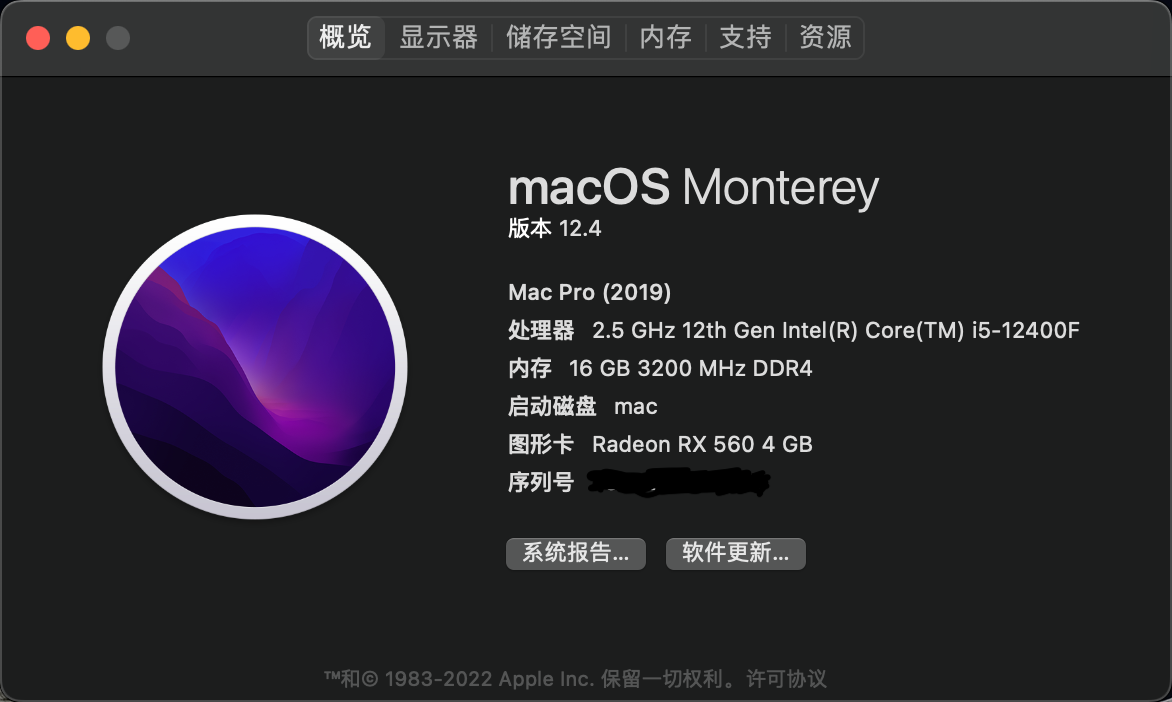 概览 显示器 储存空间 内存 支持 资源
macOS Monterey
版本 12.4
Mac Pro (2019)
处理器 2.5 GHz 12th Gen Intel(R) Core(TM) i5-12400F
内存 16 GB 3200 MHz DDR4
启动磁盘 mac
图形卡 Radeon RX 560 4 GB
序列号
系统报告... 软件更新...
™和© 1983-2022 Apple Inc. 保留一切权利。许可协议